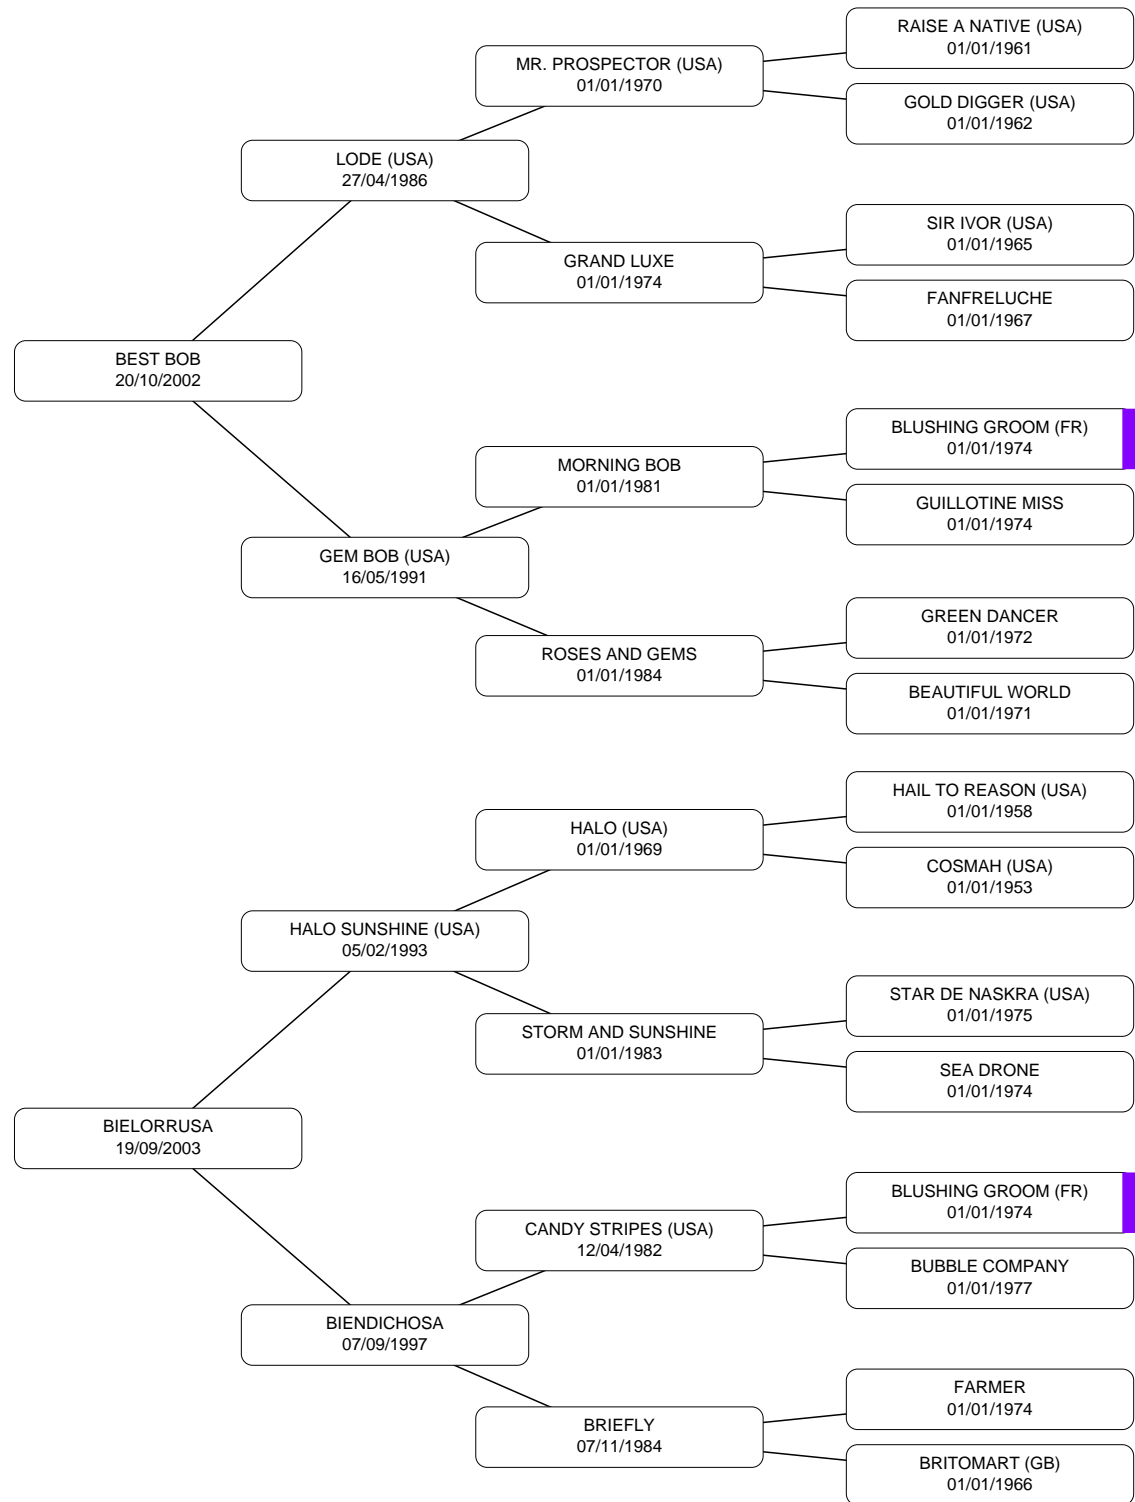 RAISE A NATIVE (USA)
01/01/1961
MR. PROSPECTOR (USA)
01/01/1970
GOLD DIGGER (USA)
01/01/1962
LODE (USA)
27/04/1986
SIR IVOR (USA)
01/01/1965
GRAND LUXE
01/01/1974
FANFRELUCHE
01/01/1967
BEST BOB
20/10/2002
BLUSHING GROOM (FR)
01/01/1974
MORNING BOB
01/01/1981
GUILLOTINE MISS
01/01/1974
GEM BOB (USA)
16/05/1991
GREEN DANCER
01/01/1972
ROSES AND GEMS
01/01/1984
BEAUTIFUL WORLD
01/01/1971
HAIL TO REASON (USA)
01/01/1958
HALO (USA)
01/01/1969
COSMAH (USA)
01/01/1953
HALO SUNSHINE (USA)
05/02/1993
STAR DE NASKRA (USA)
01/01/1975
STORM AND SUNSHINE
01/01/1983
SEA DRONE
01/01/1974
BIELORRUSA
19/09/2003
BLUSHING GROOM (FR)
01/01/1974
CANDY STRIPES (USA)
12/04/1982
BUBBLE COMPANY
01/01/1977
BIENDICHOSA
07/09/1997
FARMER
01/01/1974
BRIEFLY
07/11/1984
BRITOMART (GB)
01/01/1966